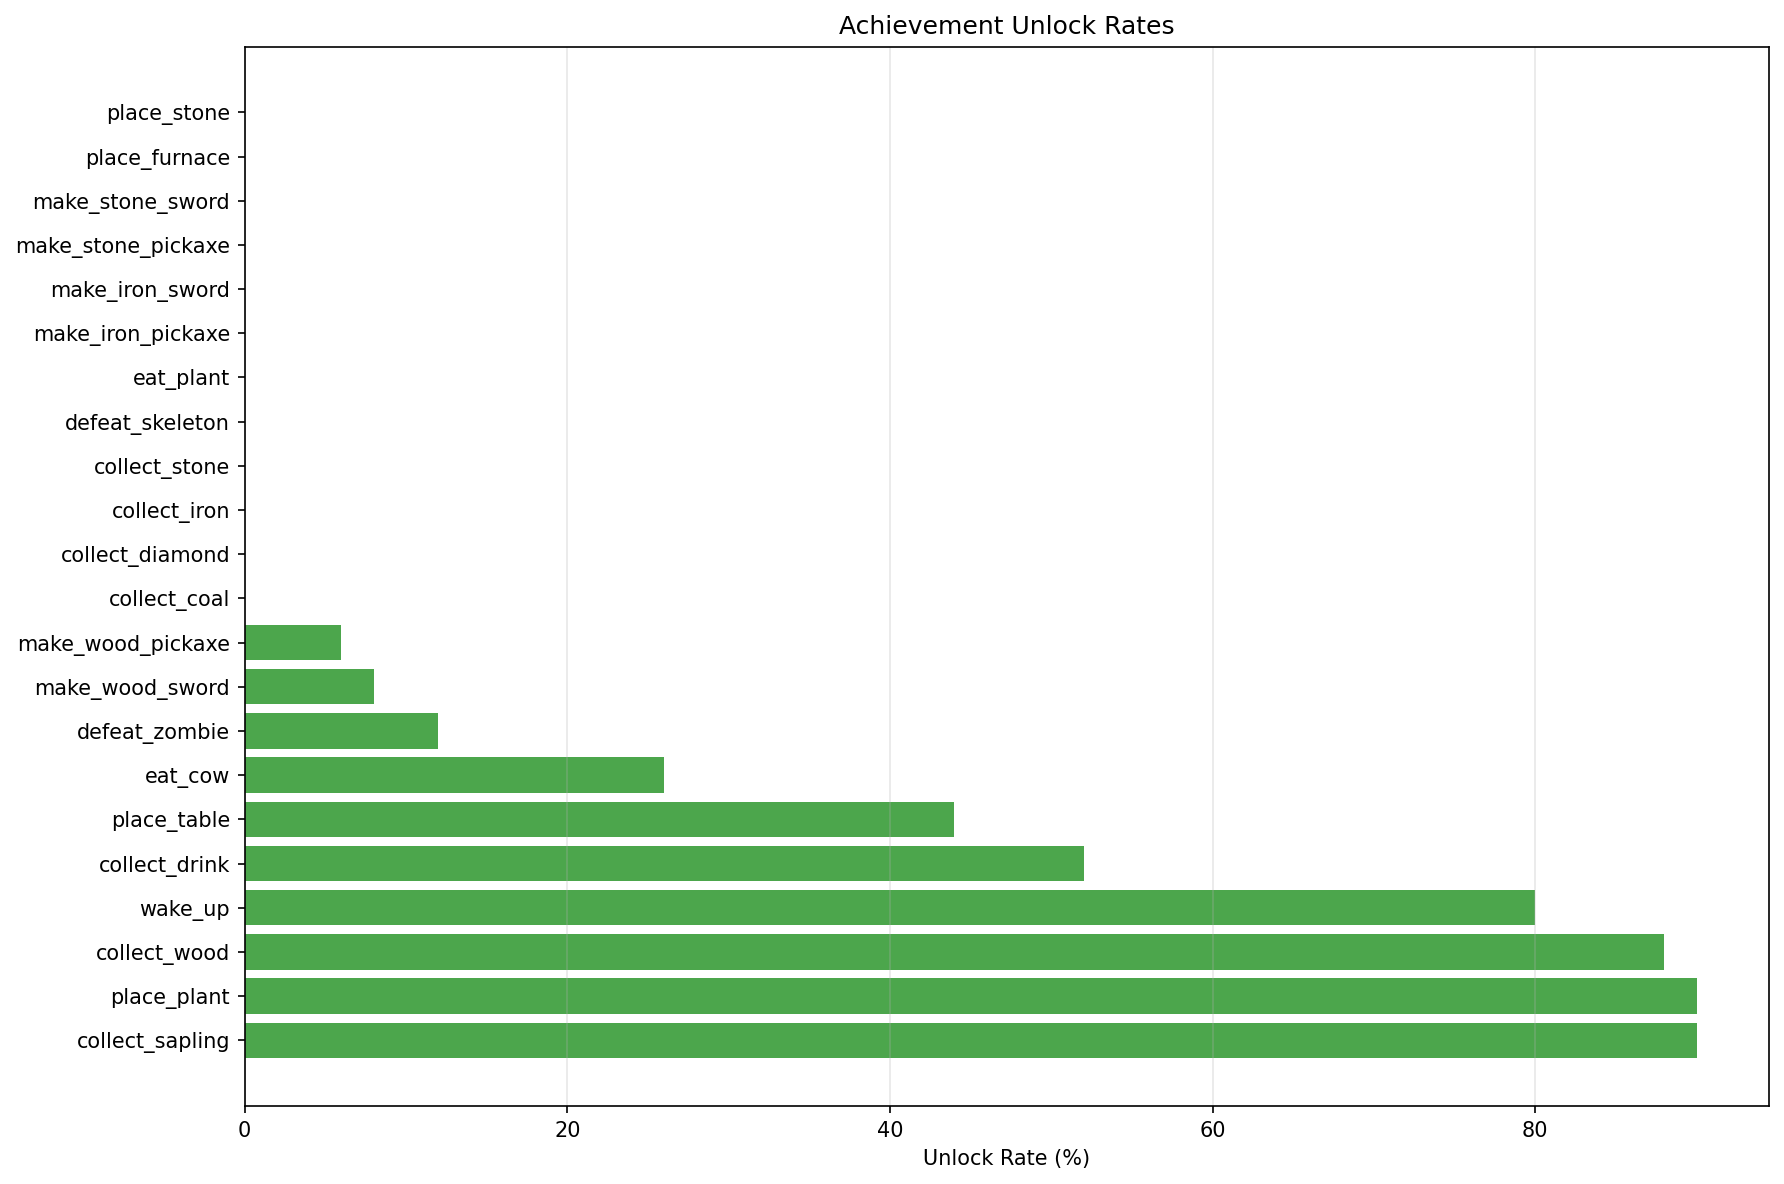 Achievement Unlock Rates
place_stone
place_furnace
make_stone_sword
make_stone_pickaxe
make_iron_sword
make_iron_pickaxe
eat_plant
defeat_skeleton
collect_stone
collect_iron
collect_diamond
collect_coal
make_wood_pickaxe
make_wood_sword
defeat_zombie
eat_cow
place_table
collect_drink
wake_up
collect_wood
place_plant
collect_sapling
0 20 40 60 80
Unlock Rate (%)